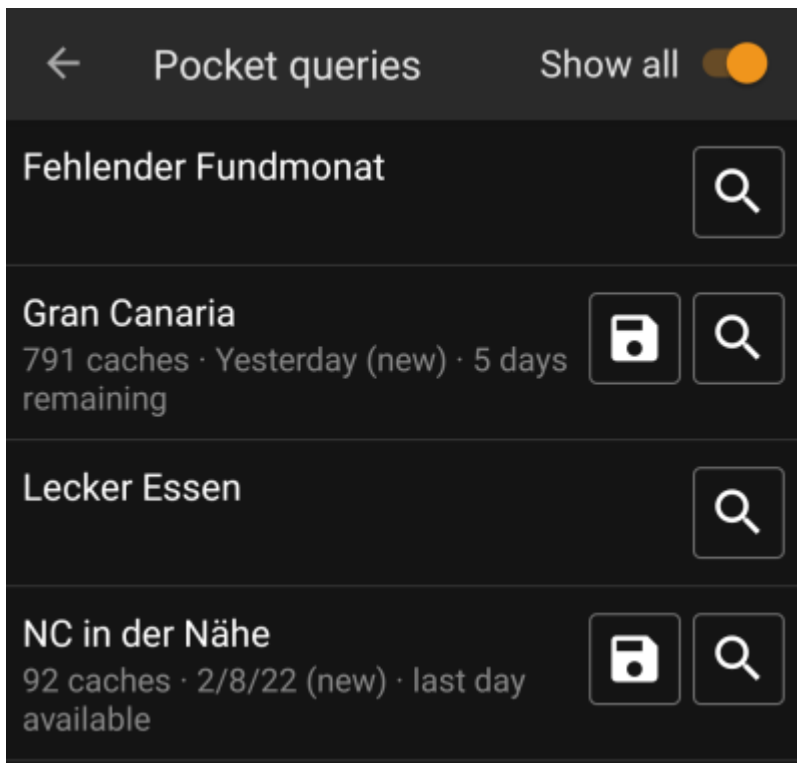 Pocket queries Show all
Fehlender Fundmonat
Gran Canaria
791 caches · Yesterday (new) · 5 days
remaining
Lecker Essen
NC in der Nähe
92 caches · 2/8/22 (new) · last day
available